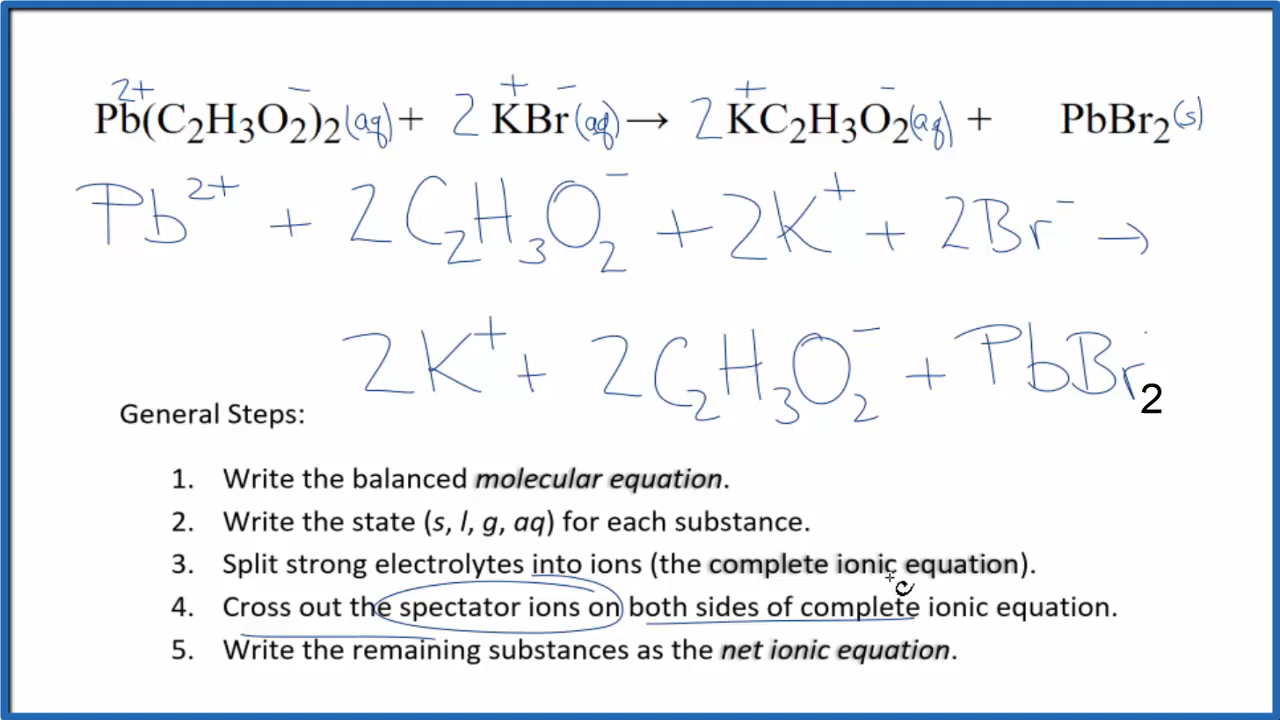 Pb²⁺(C₂H₃O₂⁻)₂(aq) + 2 K⁺Br⁻(aq) → 2 K⁺C₂H₃O₂⁻(aq) + PbBr₂(s)
Pb²⁺ + 2C₂H₃O₂⁻ + 2K⁺ + 2Br⁻ →
2K⁺ + 2C₂H₃O₂⁻ + PbBr₂
General Steps:
1. Write the balanced molecular equation.
2. Write the state (s, l, g, aq) for each substance.
3. Split strong electrolytes into ions (the complete ionic equation).
4. Cross out the spectator ions on both sides of complete ionic equation.
5. Write the remaining substances as the net ionic equation.